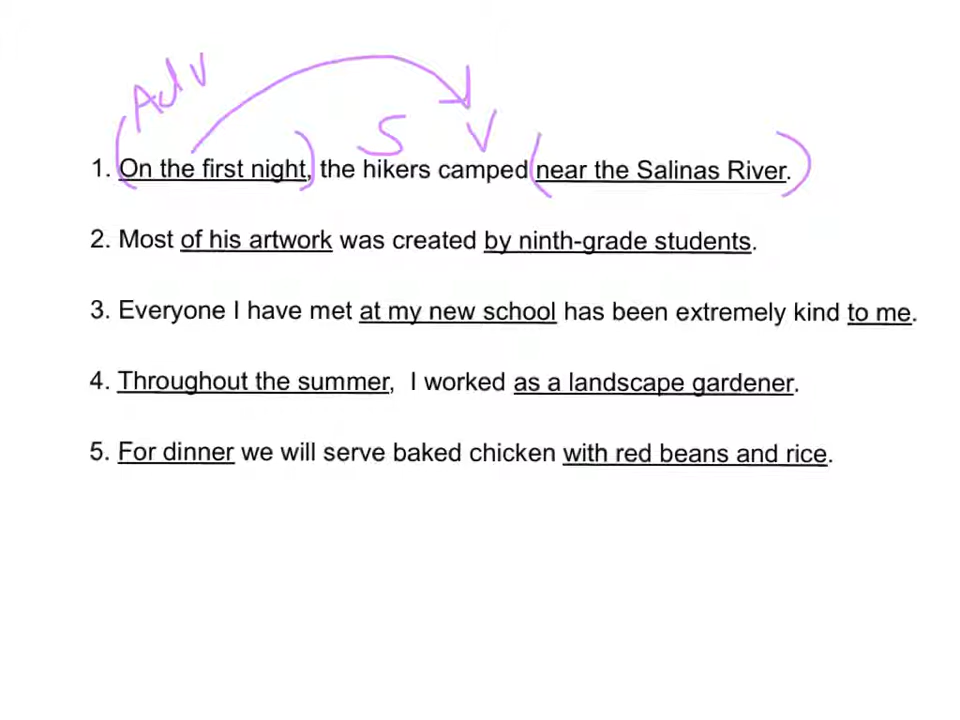 Adv
S V
1. On the first night, the hikers camped near the Salinas River.
2. Most of his artwork was created by ninth-grade students.
3. Everyone I have met at my new school has been extremely kind to me.
4. Throughout the summer, I worked as a landscape gardener.
5. For dinner we will serve baked chicken with red beans and rice.